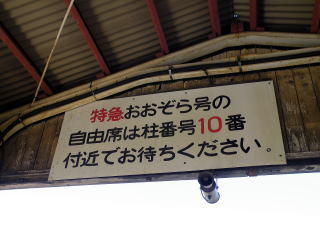 特急おおぞら号の
自由席は柱番号10番
付近でお待ちください。